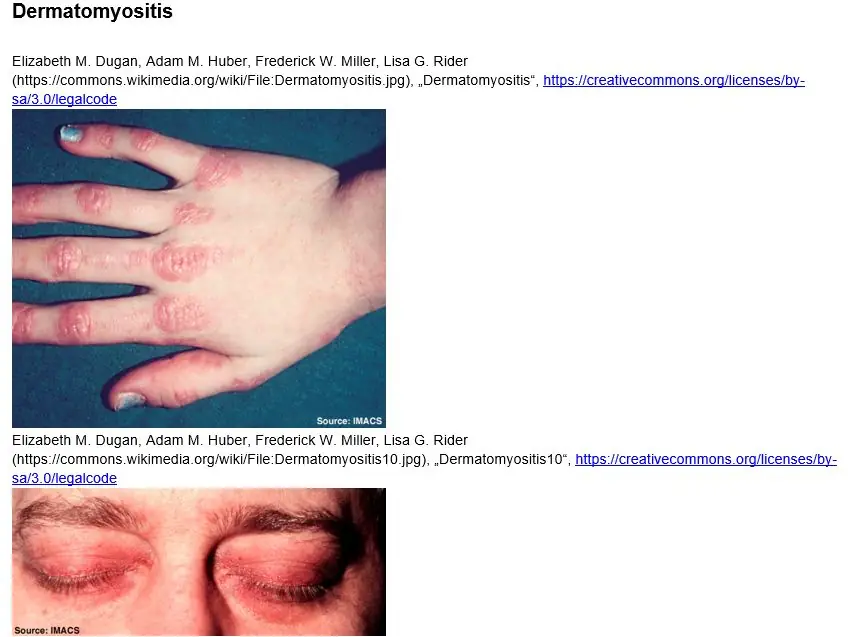 Dermatomyositis
Elizabeth M. Dugan, Adam M. Huber, Frederick W. Miller, Lisa G. Rider
(https://commons.wikimedia.org/wiki/File:Dermatomyositis.jpg), „Dermatomyositis“, https://creativecommons.org/licenses/by-
sa/3.0/legalcode
Source: IMACS
Elizabeth M. Dugan, Adam M. Huber, Frederick W. Miller, Lisa G. Rider
(https://commons.wikimedia.org/wiki/File:Dermatomyositis10.jpg), „Dermatomyositis10“, https://creativecommons.org/licenses/by-
sa/3.0/legalcode
Source: IMACS